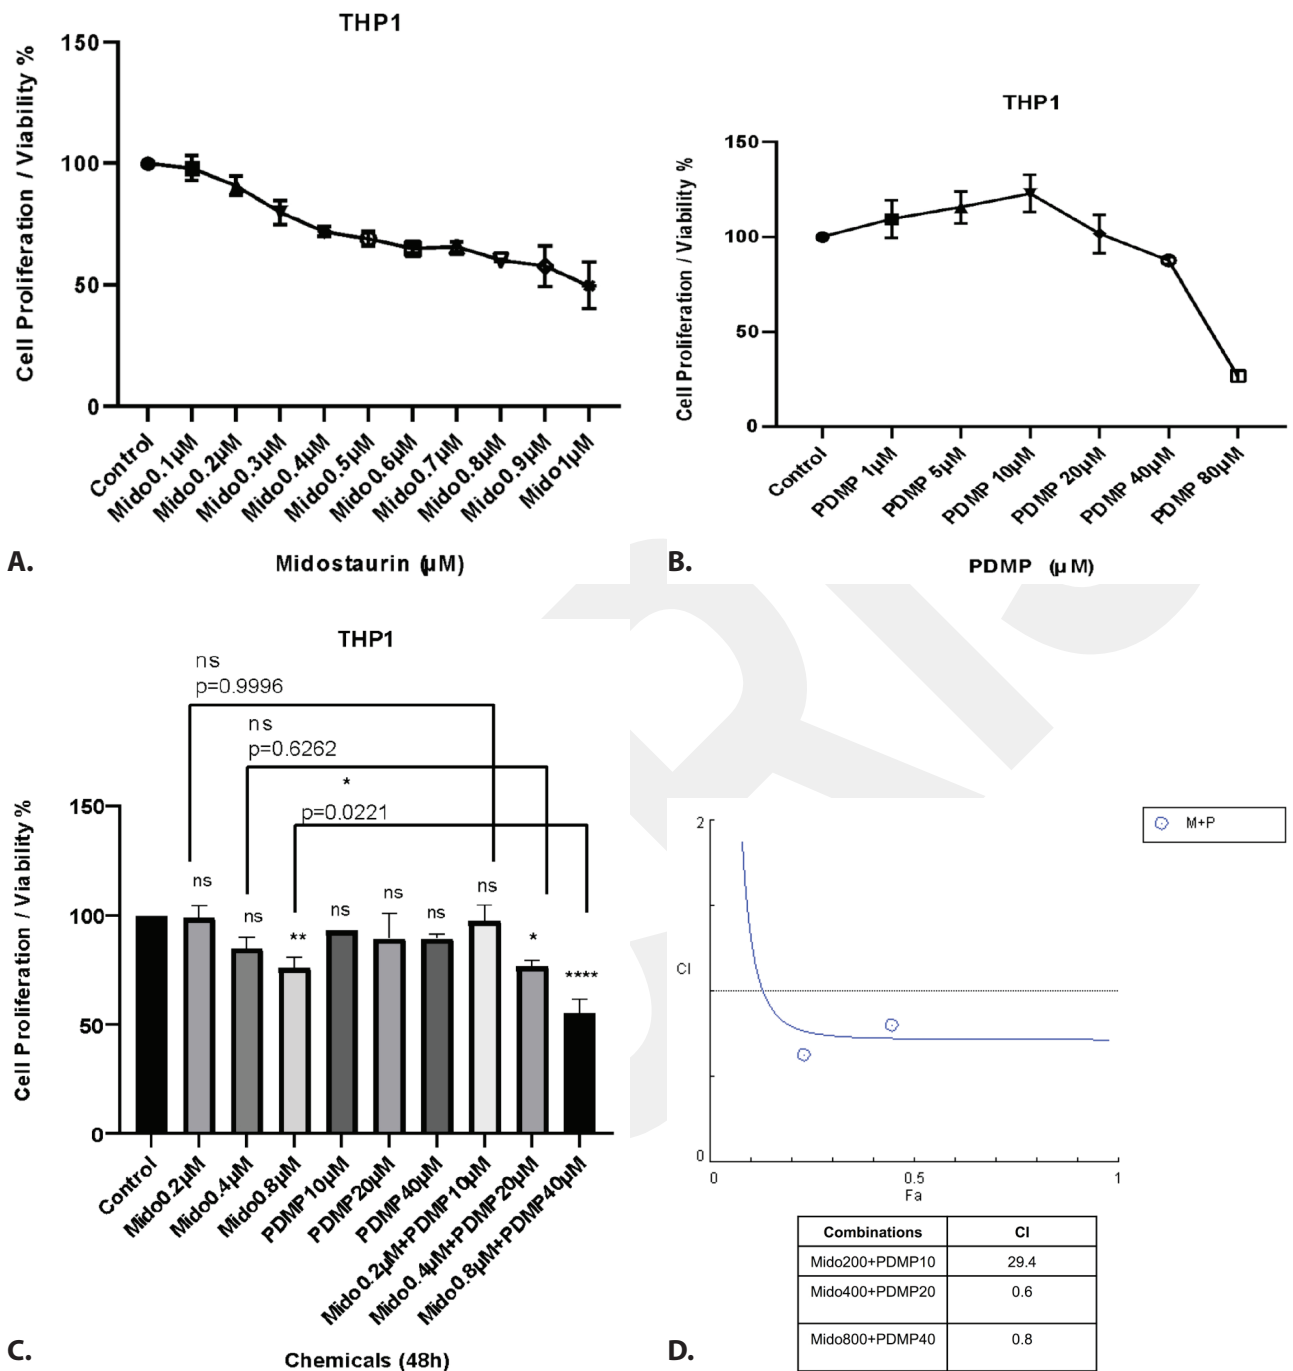 THP1
Cell Proliferation / Viability %
150
100
50
0
Control
Mido0.1µM
Mido0.2µM
Mido0.3µM
Mido0.4µM
Mido0.5µM
Mido0.6µM
Mido0.7µM
Mido0.8µM
Mido0.9µM
Mido1µM
Midostaurin (µM)
A.
THP1
Cell Proliferation / Viability %
150
100
50
0
Control
PDMP 1µM
PDMP 5µM
PDMP 10µM
PDMP 20µM
PDMP 40µM
PDMP 80µM
PDMP (µM)
B.
THP1
ns
p=0.9996
ns
p=0.6262
*
p=0.0221
Cell Proliferation / Viability %
150
100
50
0
ns
ns
**
ns
ns
ns
ns
*
****
Control
Mido0.2µM
Mido0.4µM
Mido0.8µM
PDMP10µM
PDMP20µM
PDMP40µM
Mido0.2µM+PDMP10µM
Mido0.4µM+PDMP20µM
Mido0.8µM+PDMP40µM
Chemicals (48h)
C.
2
CI
0
0
0.5
1
Fa
M+P
Combinations CI
Mido200+PDMP10 29.4
Mido400+PDMP20 0.6
Mido800+PDMP40 0.8
D.